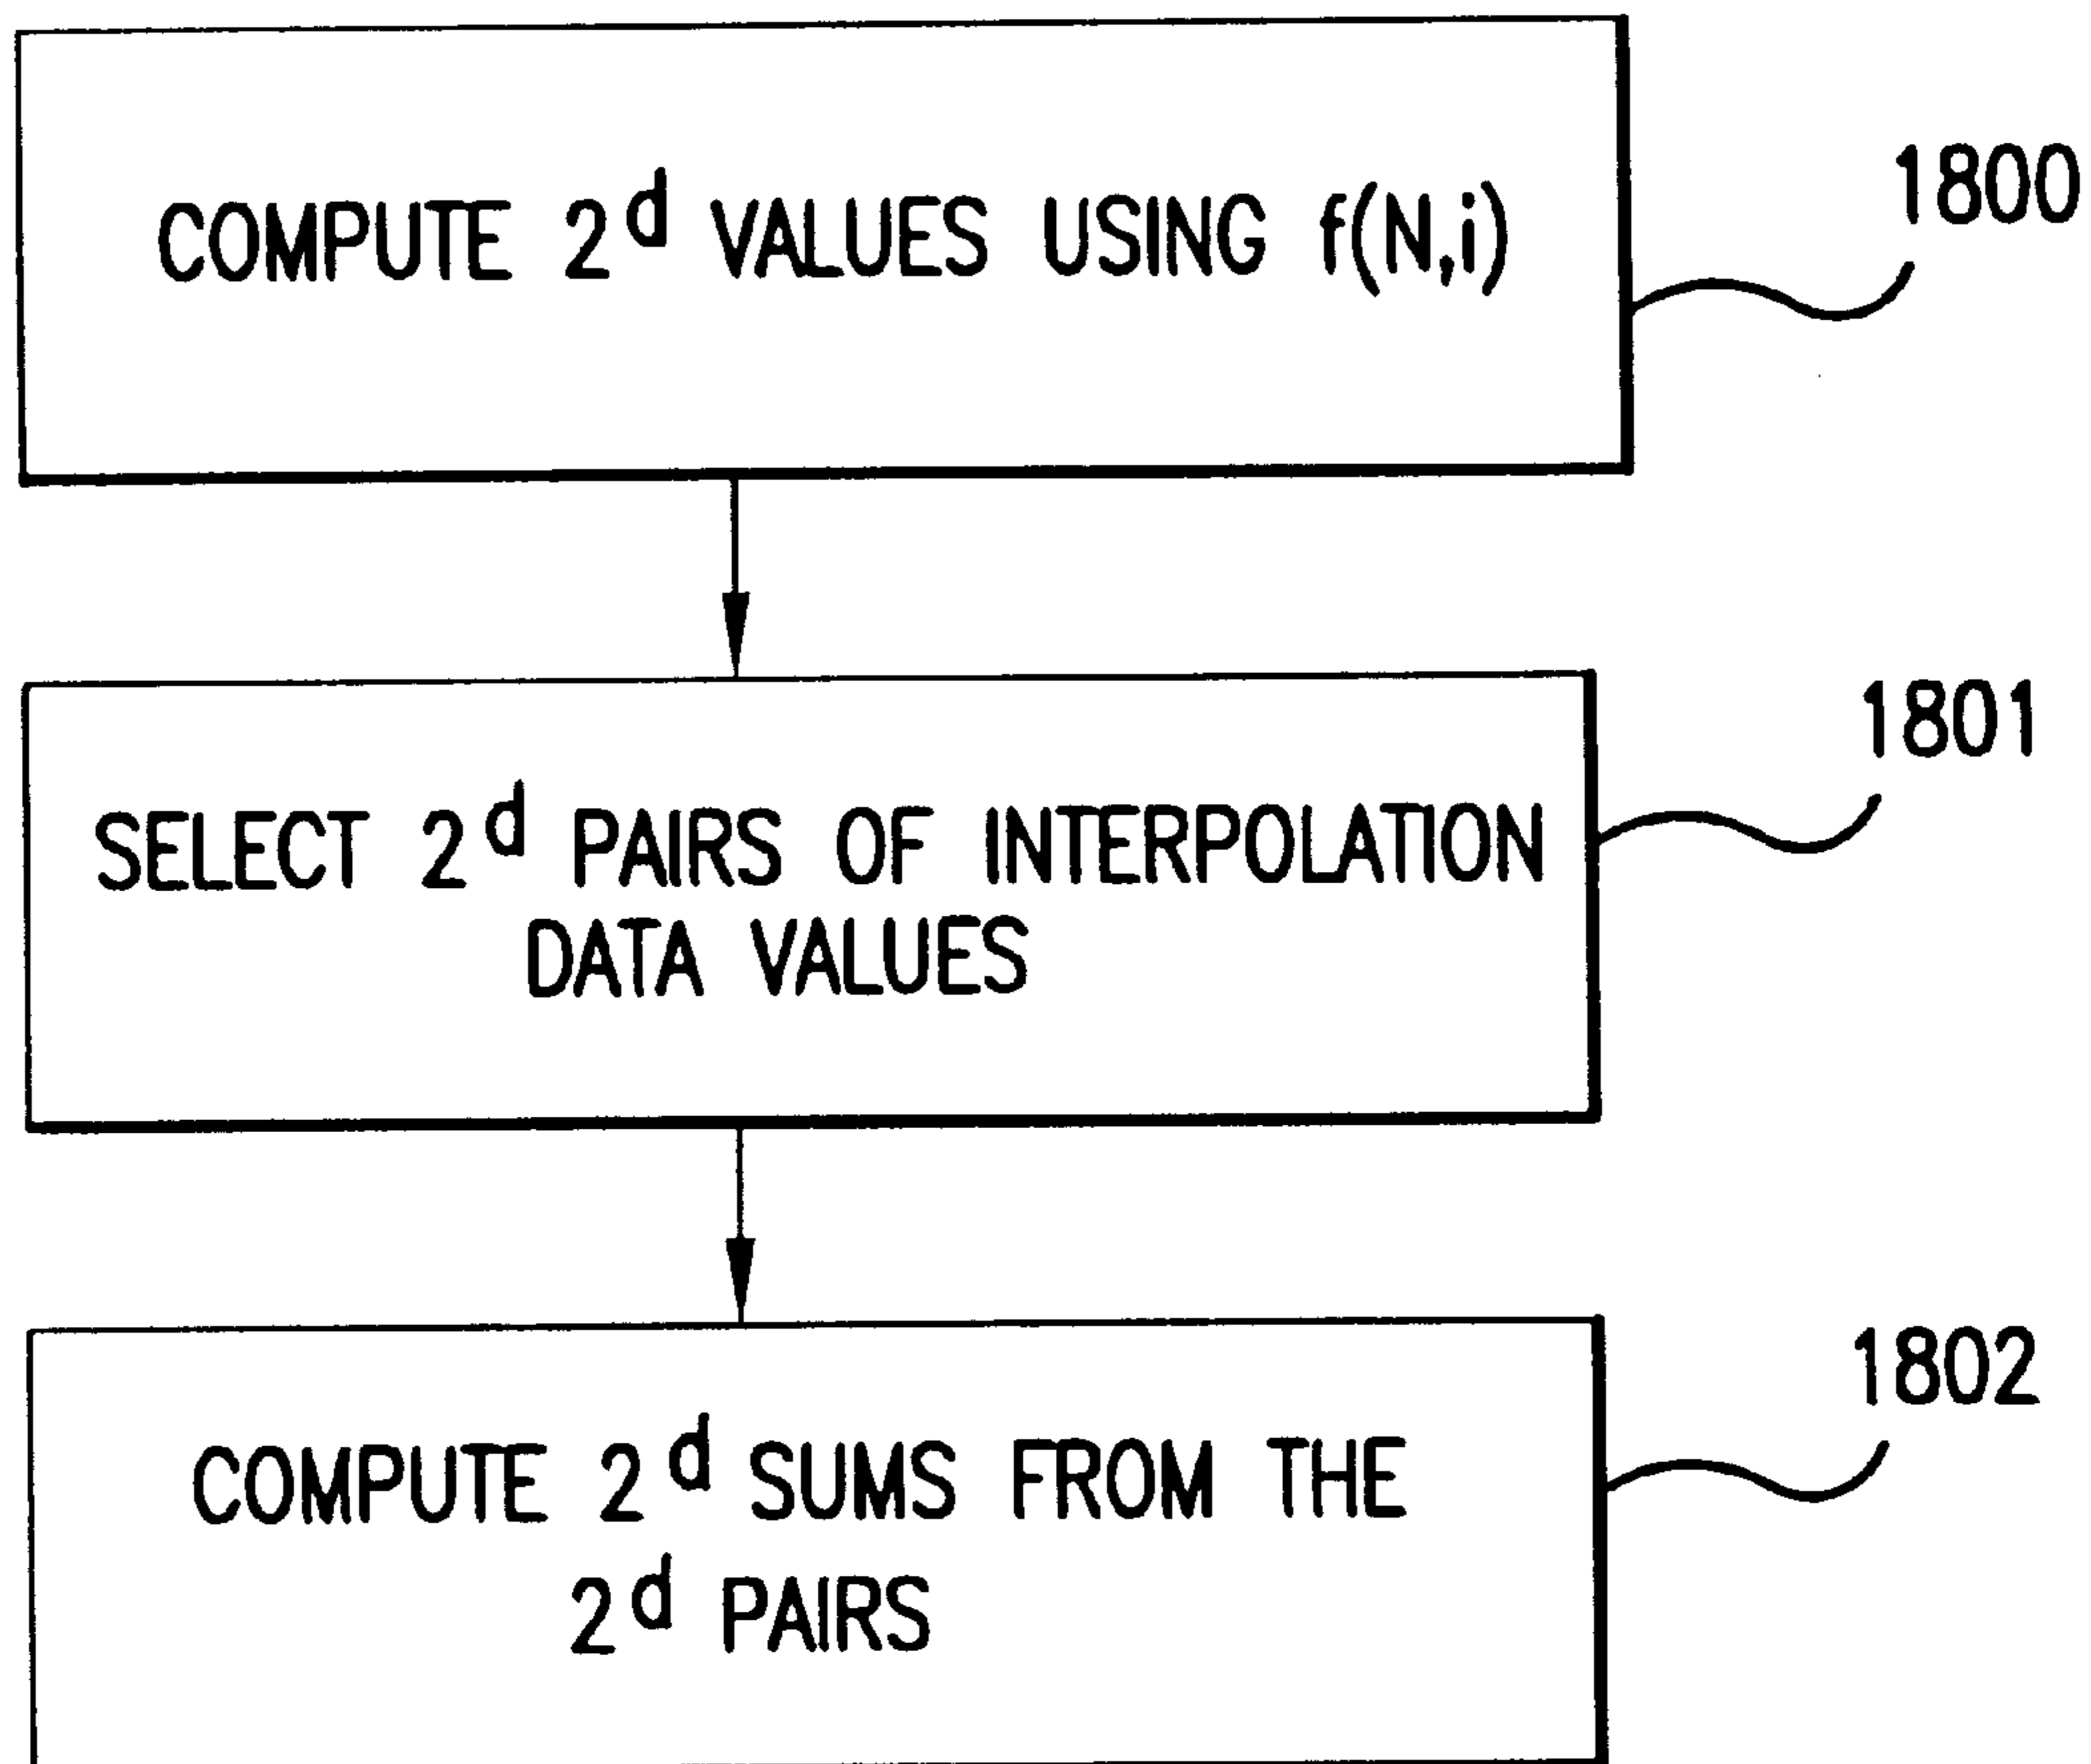 COMPUTE 2ᵈ VALUES USING f(N,i)
1800
SELECT 2ᵈ PAIRS OF INTERPOLATION
DATA VALUES
1801
COMPUTE 2ᵈ SUMS FROM THE
2ᵈ PAIRS
1802